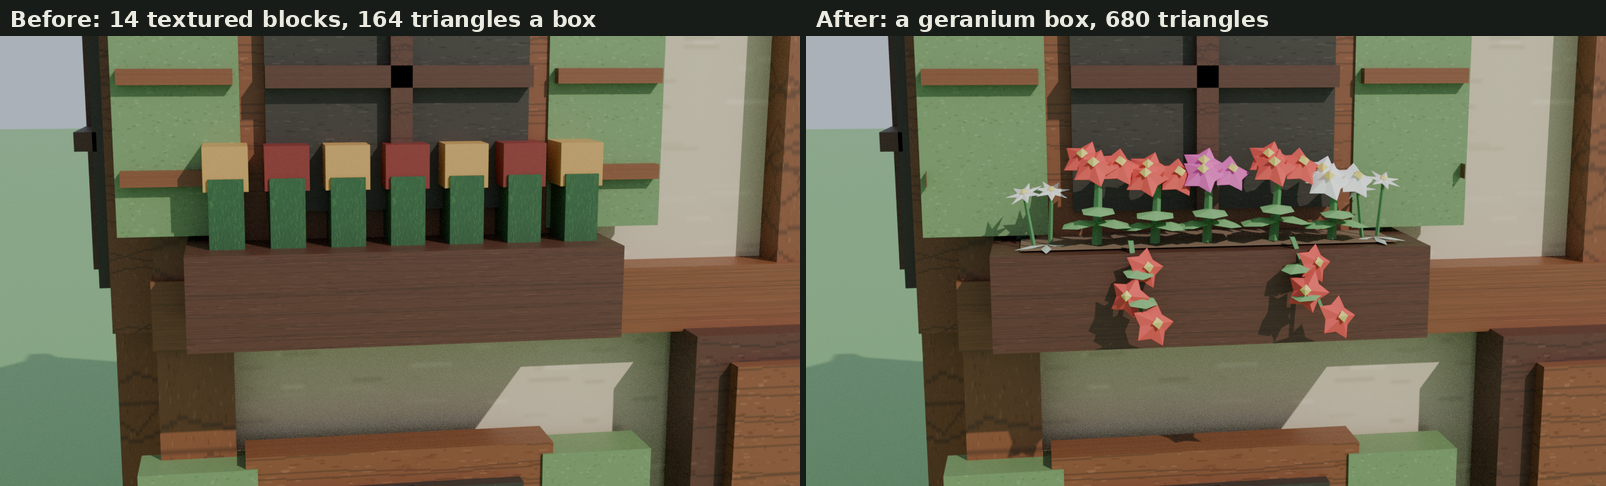 Before: 14 textured blocks, 164 triangles a box
After: a geranium box, 680 triangles